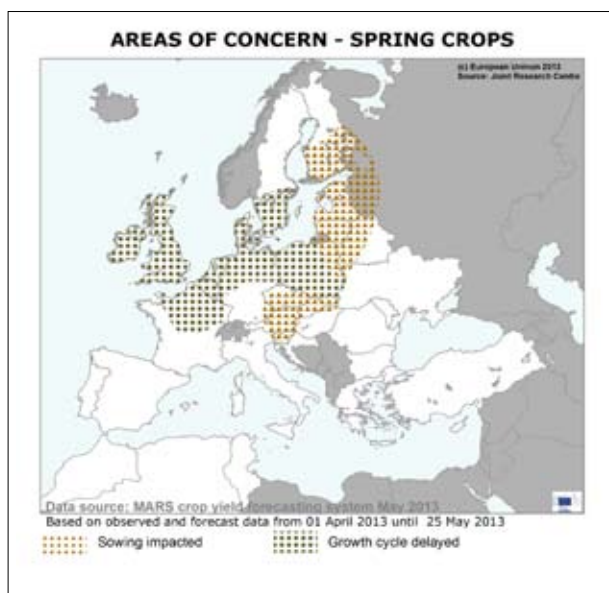 AREAS OF CONCERN - SPRING CROPS
(c) European Uninon 2013
Source: Joint Research Centre
Data source: MARS crop yield forecasting system May 2013
Based on observed and forecast data from 01 April 2013 until 25 May 2013
Sowing impacted
Growth cycle delayed